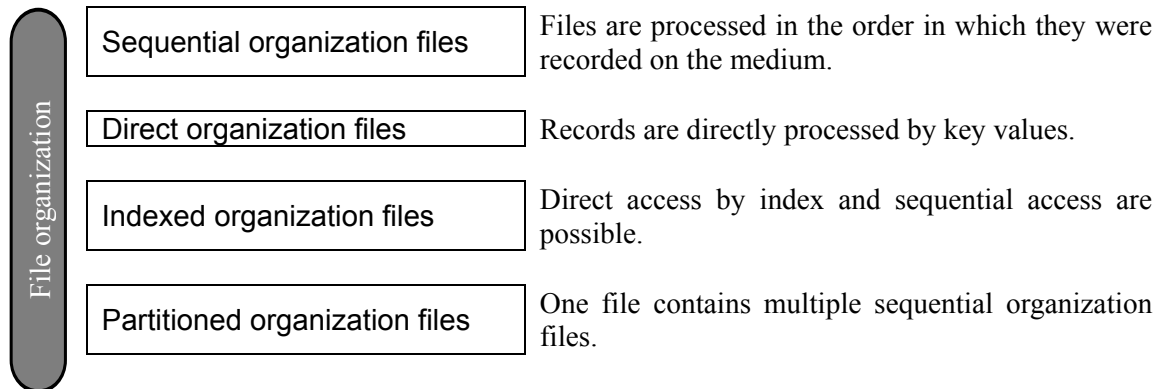 File organization
Sequential organization files
Files are processed in the order in which they were
recorded on the medium.
Direct organization files
Records are directly processed by key values.
Indexed organization files
Direct access by index and sequential access are
possible.
Partitioned organization files
One file contains multiple sequential organization
files.